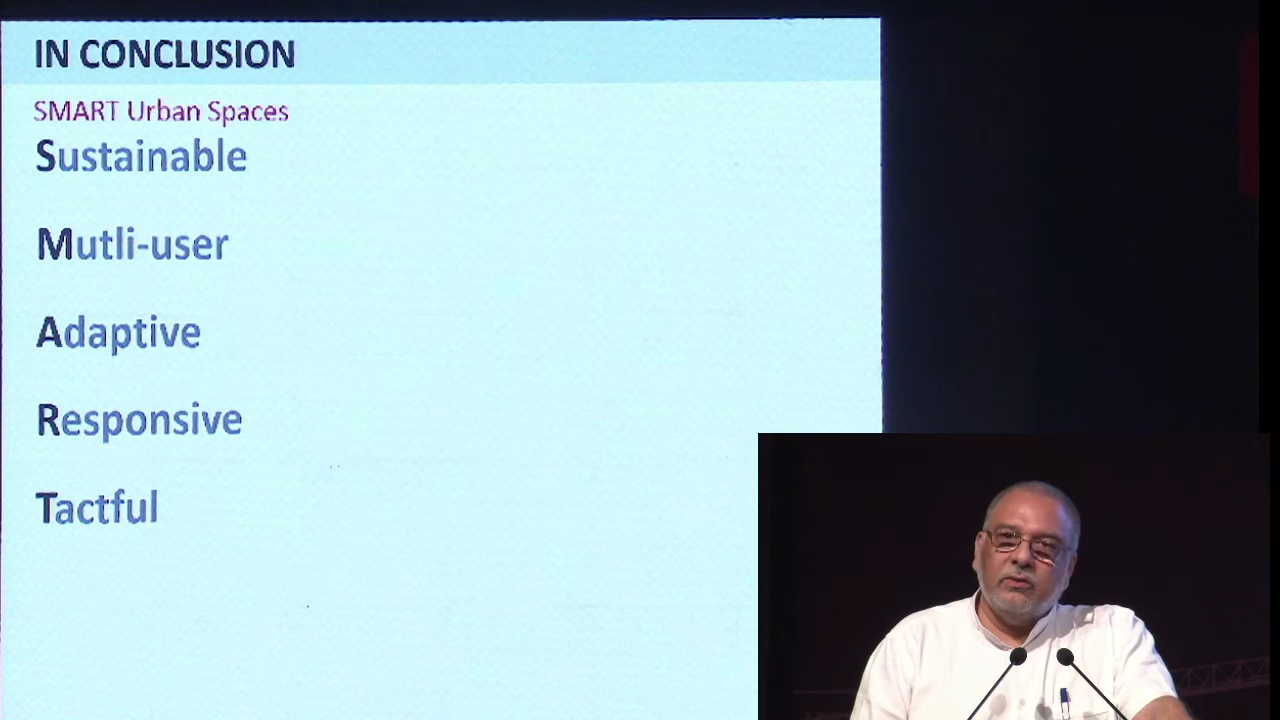 IN CONCLUSION
SMART Urban Spaces
Sustainable
Mutli-user
Adaptive
Responsive
Tactful